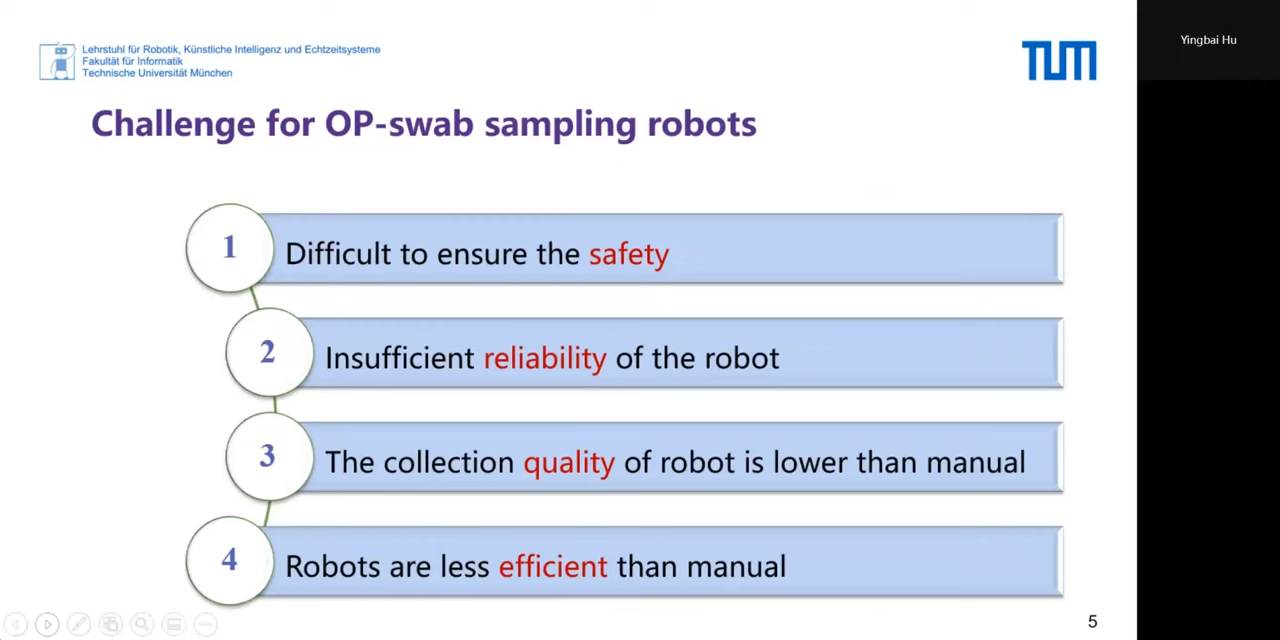 Lehrstuhl für Robotik, Künstliche Intelligenz und Echtzeitsysteme
Fakultät für Informatik
Technische Universität München
TUM
Yingbai Hu
Challenge for OP-swab sampling robots
1
Difficult to ensure the safety
2
Insufficient reliability of the robot
3
The collection quality of robot is lower than manual
4
Robots are less efficient than manual
5